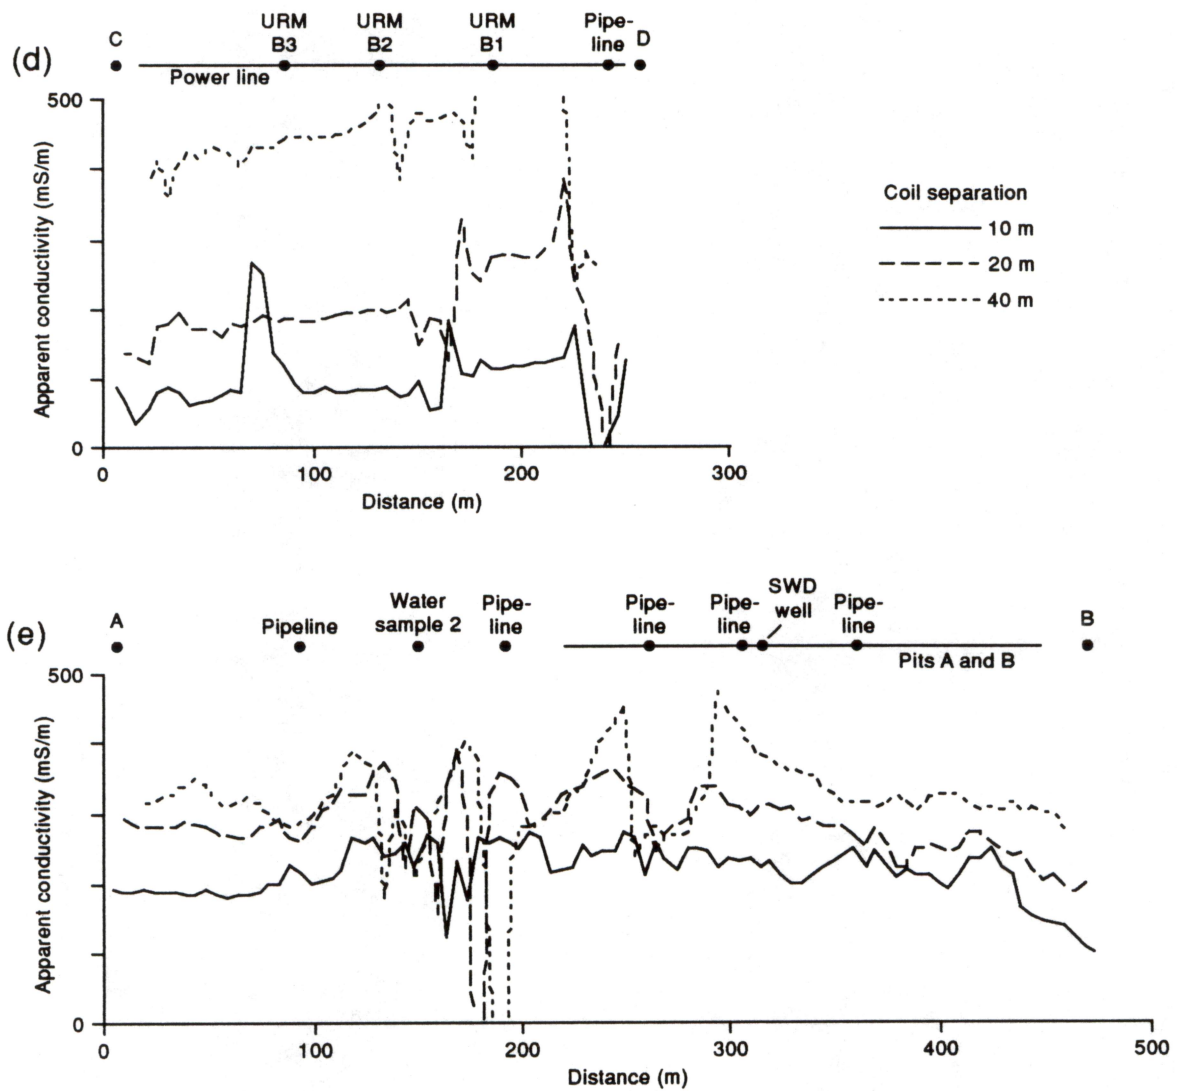 (d)
C
URM
B3
URM
B2
URM
B1
Pipe-
line
D
Power line
500
0
Apparent conductivity (mS/m)
0
100
200
300
Distance (m)
Coil separation
10 m
20 m
40 m
(e)
A
Pipeline
Water
sample 2
Pipe-
line
Pipe-
line
Pipe-
line
SWD
well
Pipe-
line
B
Pits A and B
500
0
Apparent conductivity (mS/m)
0
100
200
300
400
500
Distance (m)